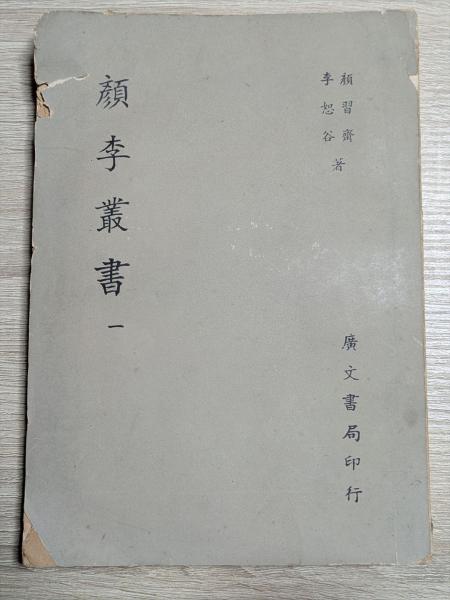 顏習齋
李恕谷
著
廣文書局印行
顏李叢書
一